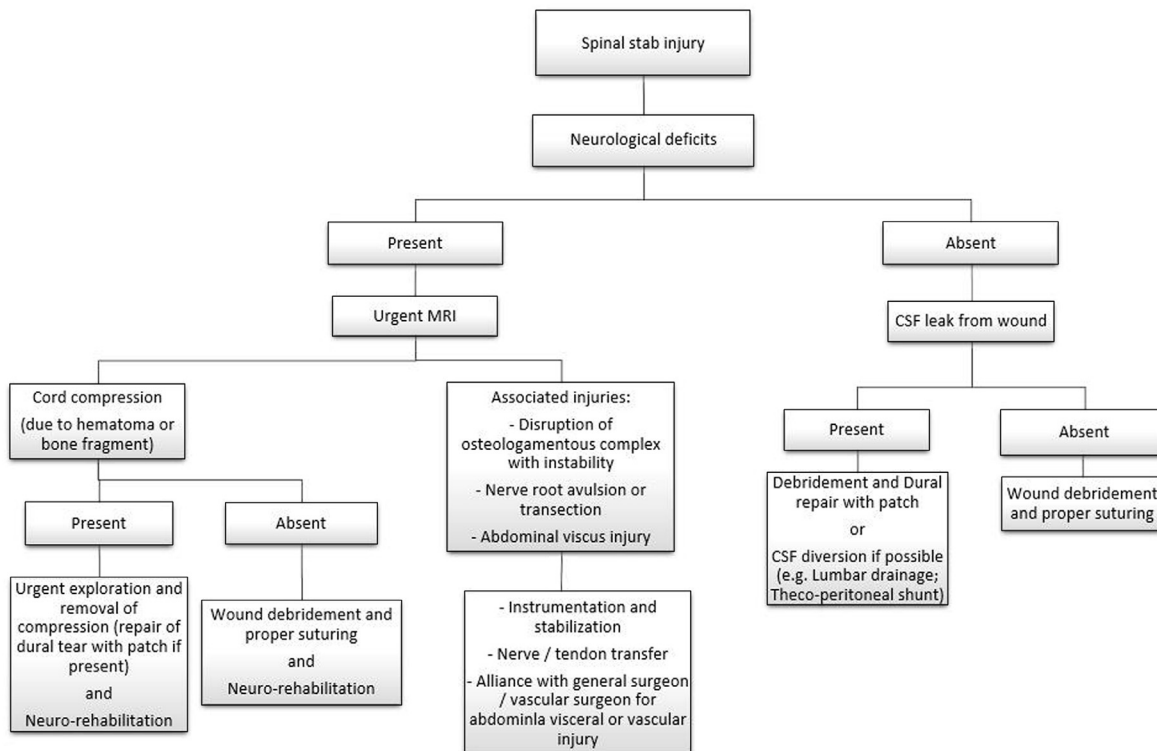 Spinal stab injury
Neurological deficits
Present
Absent
Urgent MRI
CSF leak from wound
Cord compression
(due to hematoma or
bone fragment)
Associated injuries:
- Disruption of
osteologamentous complex
with instability
- Nerve root avulsion or
transection
- Abdominal viscus injury
Present
Absent
Present
Absent
Urgent exploration and
removal of
compression (repair of
dural tear with patch if
present)
and
Neuro-rehabilitation
Wound debridement and
proper suturing
and
Neuro-rehabilitation
- Instrumentation and
stabilization
- Nerve / tendon transfer
- Alliance with general surgeon
/ vascular surgeon for
abdominla visceral or vascular
injury
Debridement and Dural
repair with patch
or
CSF diversion if possible
(e.g. Lumbar drainage;
Theco-peritoneal shunt)
Wound debridement
and proper suturing